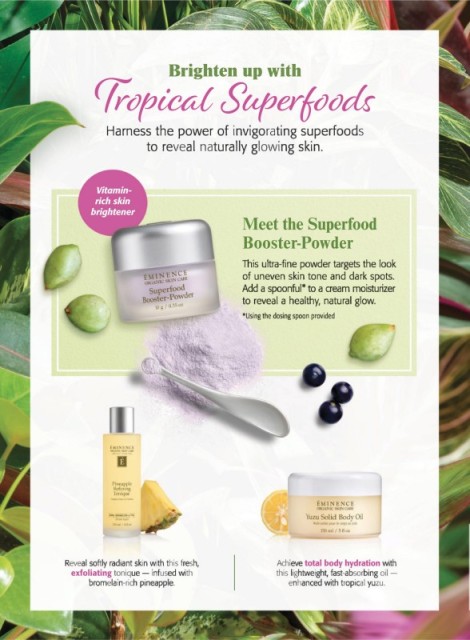 Brighten up with
Tropical Superfoods
Harness the power of invigorating superfoods
to reveal naturally glowing skin.
Vitamin-
rich skin
brightener
Meet the Superfood
Booster-Powder
This ultra-fine powder targets the look
of uneven skin tone and dark spots.
Add a spoonful* to a cream moisturizer
to reveal a healthy, natural glow.
*Using the dosing spoon provided
EMINENCE
ORGANIC SKIN CARE
Superfood
Booster-Powder
EMINENCE
Pineapple
Refining
Tonique
EMINENCE
ORGANIC SKIN CARE
Yuzu Solid Body Oil
Reveal softly radiant skin with this fresh,
exfoliating tonique — infused with
bromelain-rich pineapple.
Achieve total body hydration with
this lightweight, fast-absorbing oil —
enhanced with tropical yuzu.